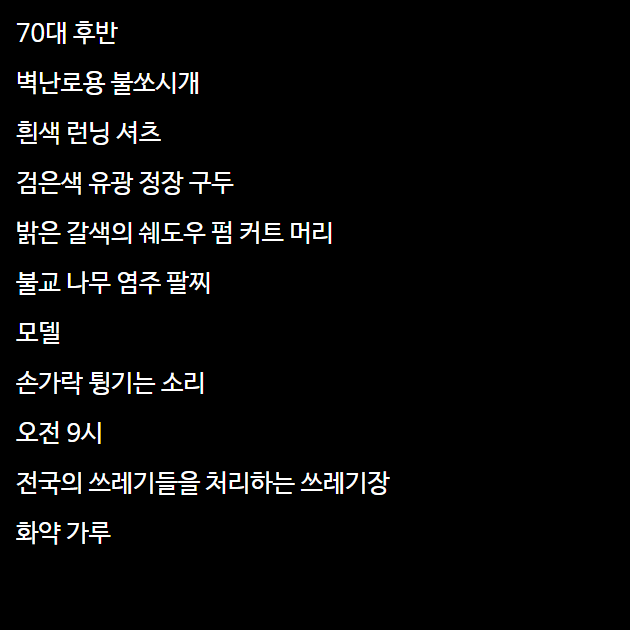 70대 후반
벽난로용 불쏘시개
흰색 런닝 셔츠
검은색 유광 정장 구두
밝은 갈색의 쉐도우 펌 커트 머리
불교 나무 염주 팔찌
모델
손가락 튕기는 소리
오전 9시
전국의 쓰레기들을 처리하는 쓰레기장
화약 가루